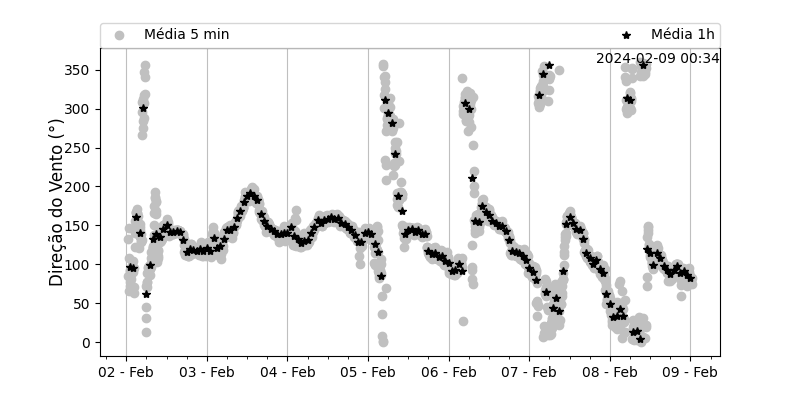 Média 5 min
Média 1h
2024-02-09 00:34
Direção do Vento (°)
350
300
250
200
150
100
50
0
02 - Feb
03 - Feb
04 - Feb
05 - Feb
06 - Feb
07 - Feb
08 - Feb
09 - Feb